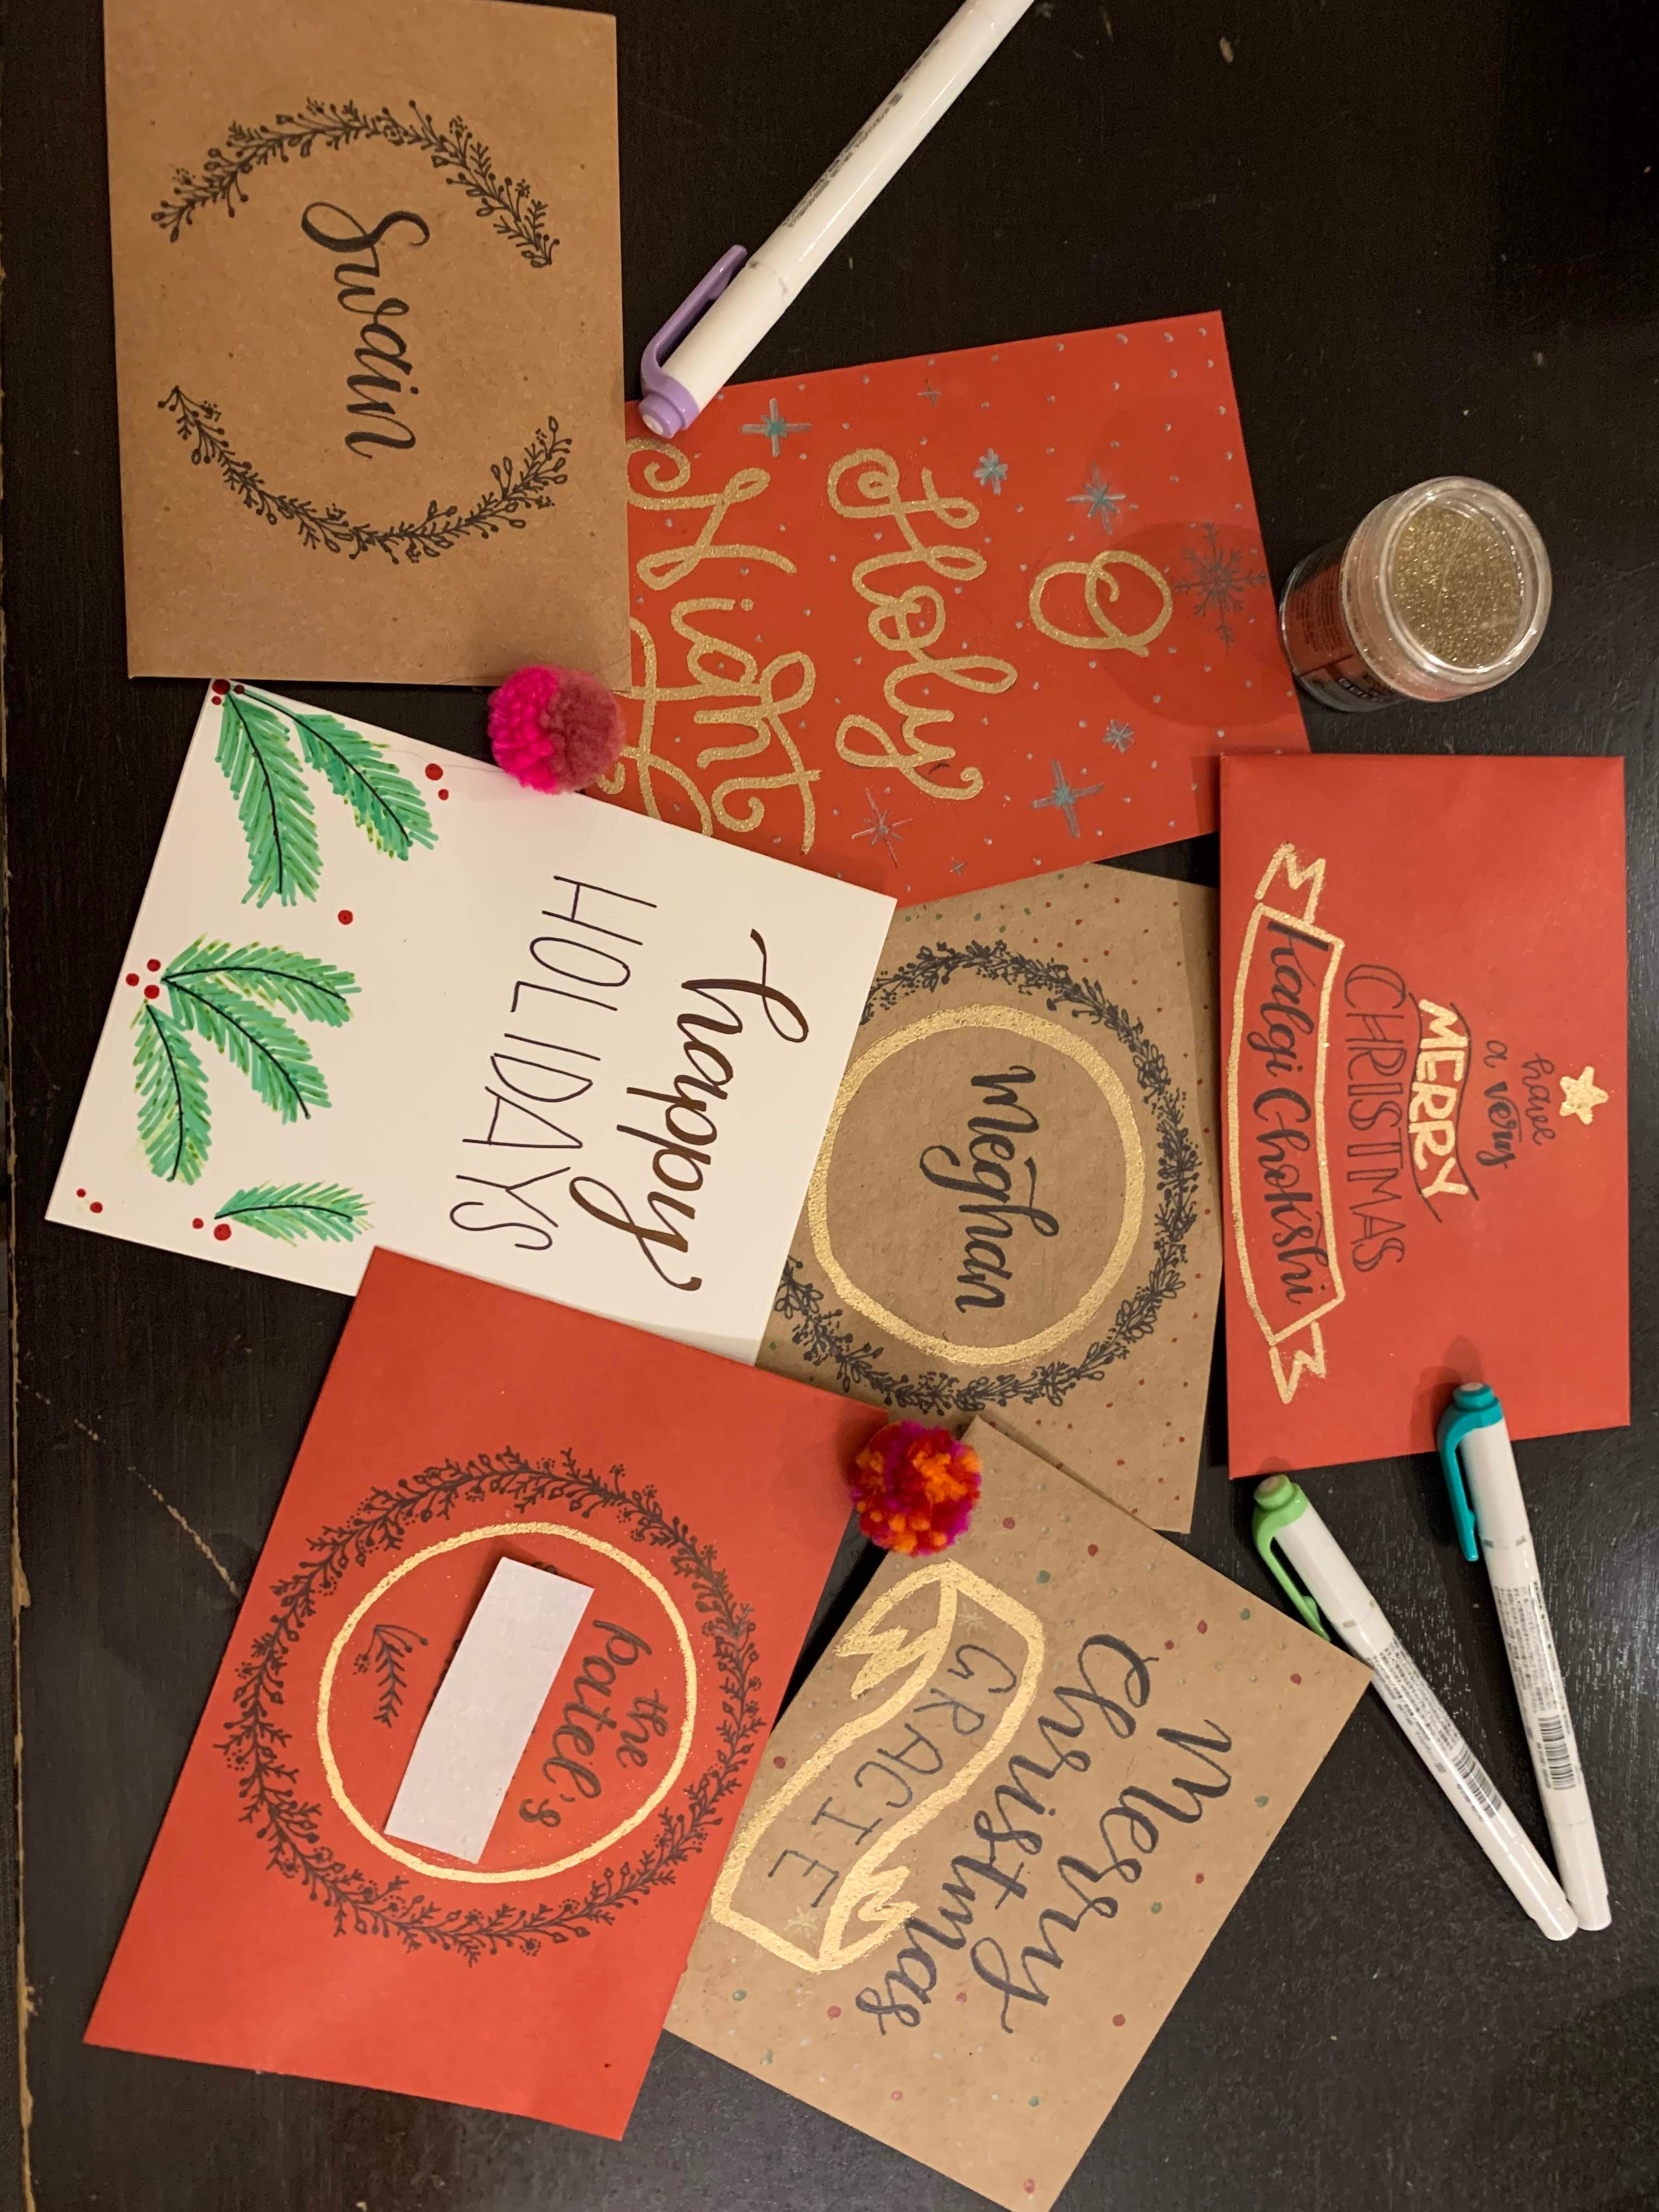 have
a very
MERRY
CHRISTMAS
Kalgi Chokshi
O
Holy
Night
Meghan
Merry
Christmas
GRACIE
happy
HOLIDAYS
the
patel's
Swain